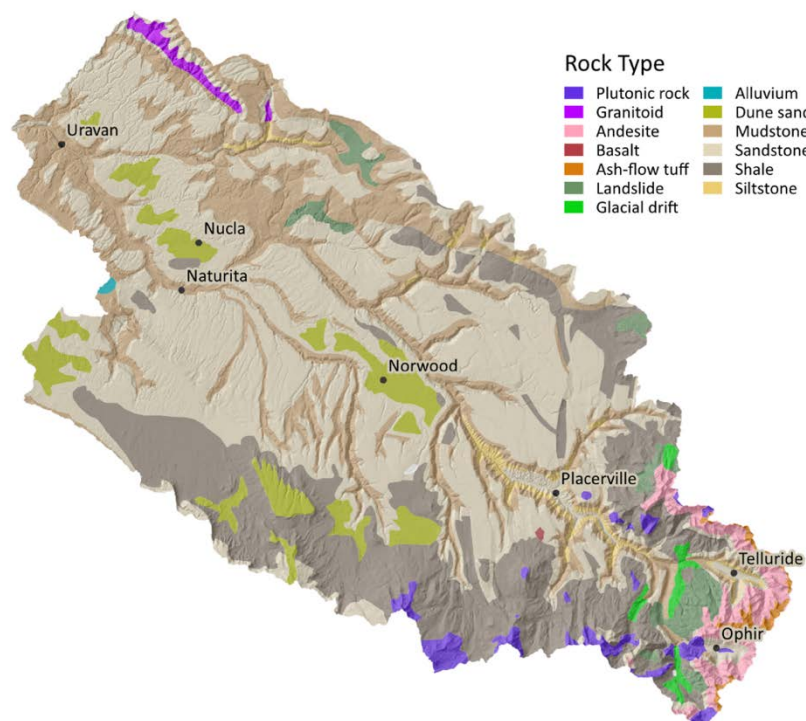 Rock Type
Plutonic rock
Granitoid
Andesite
Basalt
Ash-flow tuff
Landslide
Glacial drift
Alluvium
Dune sand
Mudstone
Sandstone
Shale
Siltstone
Uravan
Nucla
Naturita
Norwood
Placerville
Telluride
Ophir